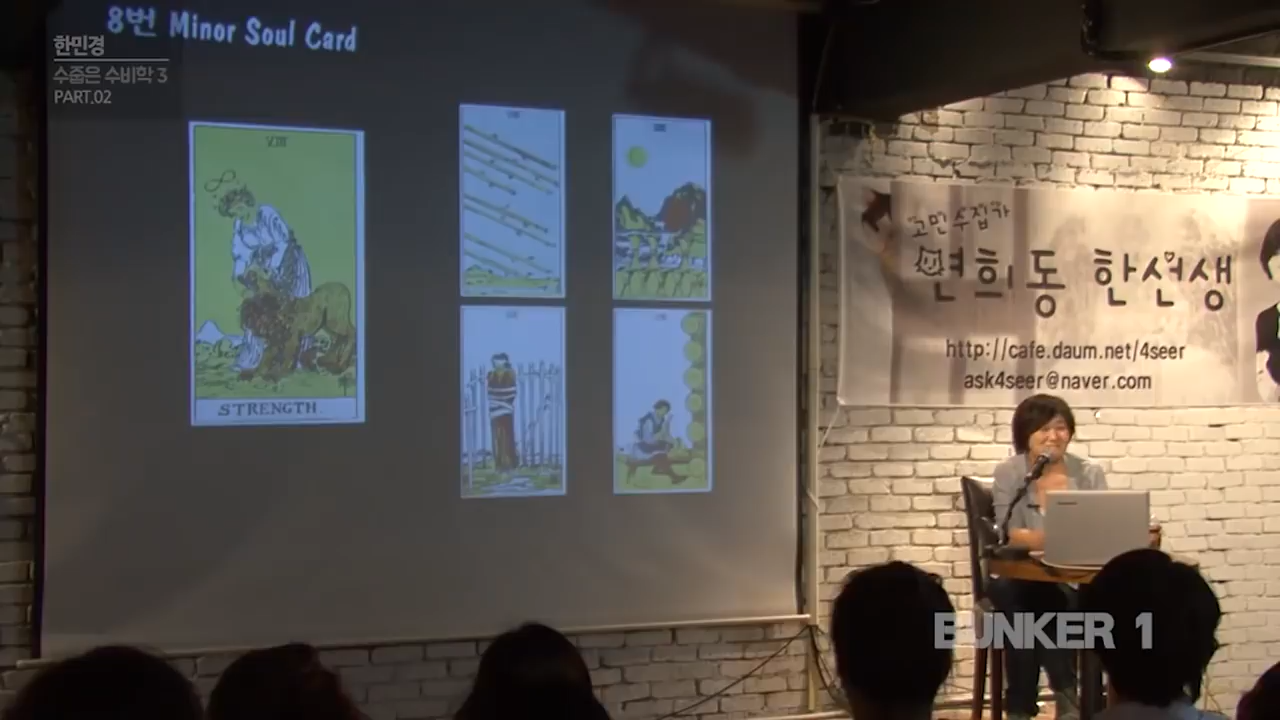 8번 Minor Soul Card
한민경
수줍은 수비학 3
PART.02
VIII
STRENGTH.
고민 수집가
연희동 한선생
http://cafe.daum.net/4seer
ask4seer@naver.com
BUNKER 1